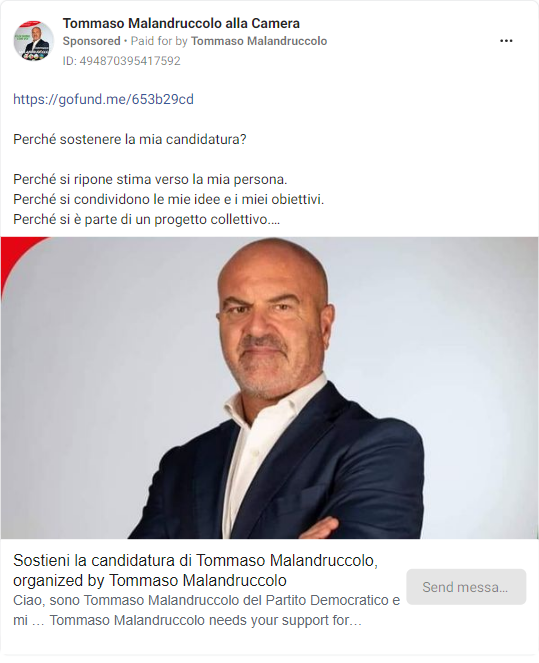 Tommaso Malandruccolo alla Camera
Sponsored • Paid for by Tommaso Malandruccolo
ID: 494870395417592
https://gofund.me/653b29cd
Perché sostenere la mia candidatura?
Perché si ripone stima verso la mia persona.
Perché si condividono le mie idee e i miei obiettivi.
Perché si è parte di un progetto collettivo....
Sostieni la candidatura di Tommaso Malandruccolo,
organized by Tommaso Malandruccolo
Send messa...
Ciao, sono Tommaso Malandruccolo del Partito Democratico e
mi … Tommaso Malandruccolo needs your support for…